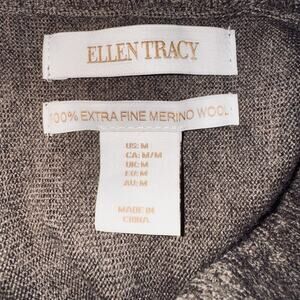 ELLEN TRACY
100% EXTRA FINE MERINO WOOL
US: M
CA: M/M
UK: M
EU: M
AU: M
MADE IN
CHINA